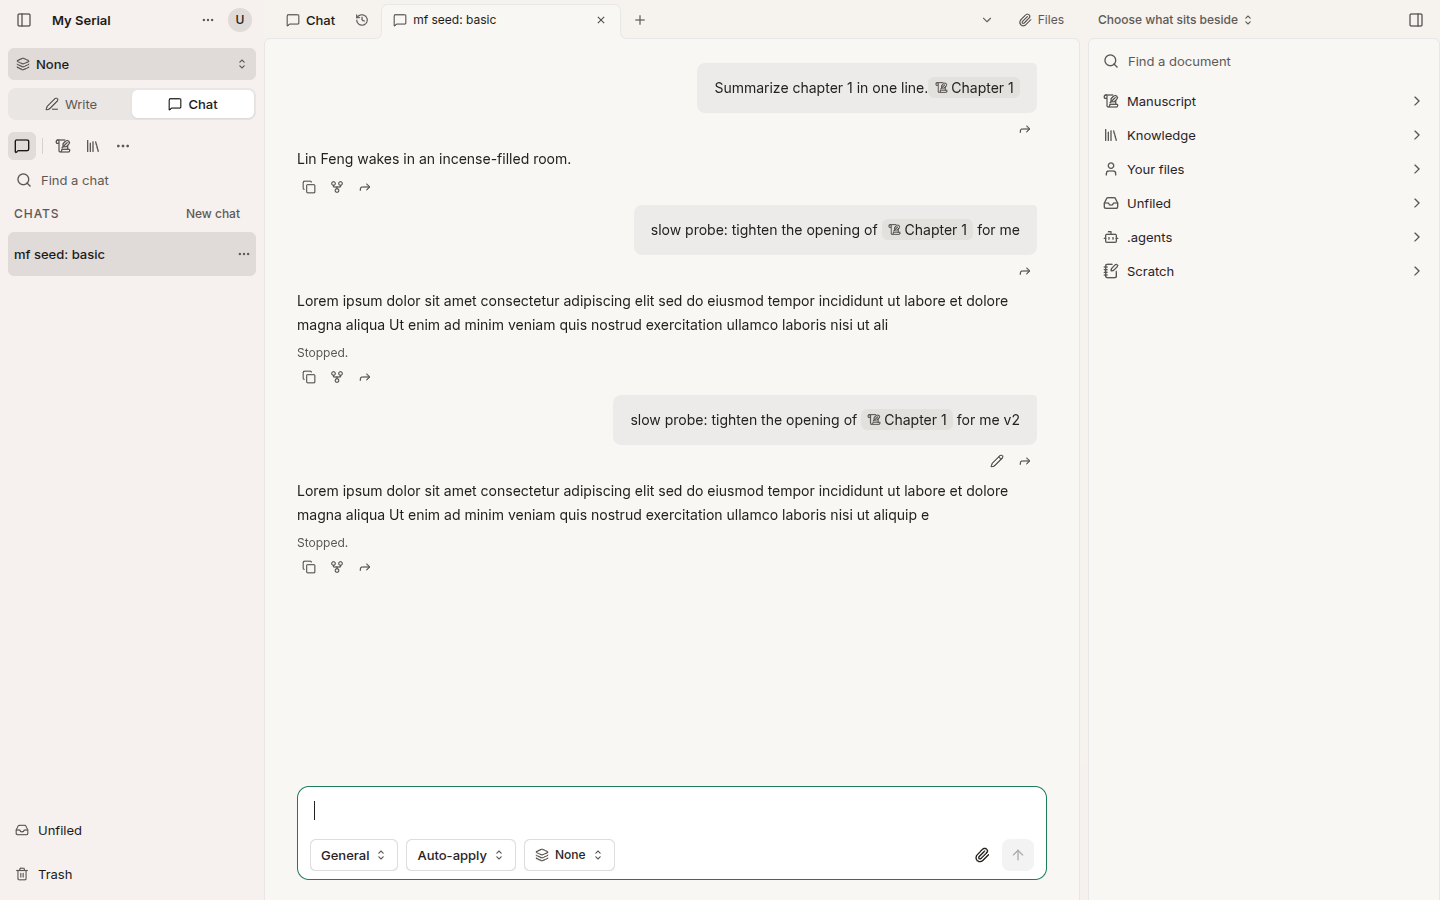 My Serial
U
None
Write
Chat
Find a chat
CHATS
New chat
mf seed: basic
Unfiled
Trash
Chat
mf seed: basic
Files
Summarize chapter 1 in one line. Chapter 1
Lin Feng wakes in an incense-filled room.
slow probe: tighten the opening of Chapter 1 for me
Lorem ipsum dolor sit amet consectetur adipiscing elit sed do eiusmod tempor incididunt ut labore et dolore
magna aliqua Ut enim ad minim veniam quis nostrud exercitation ullamco laboris nisi ut ali
Stopped.
slow probe: tighten the opening of Chapter 1 for me v2
Lorem ipsum dolor sit amet consectetur adipiscing elit sed do eiusmod tempor incididunt ut labore et dolore
magna aliqua Ut enim ad minim veniam quis nostrud exercitation ullamco laboris nisi ut aliquip e
Stopped.
General
Auto-apply
None
Choose what sits beside
Find a document
Manuscript
Knowledge
Your files
Unfiled
.agents
Scratch